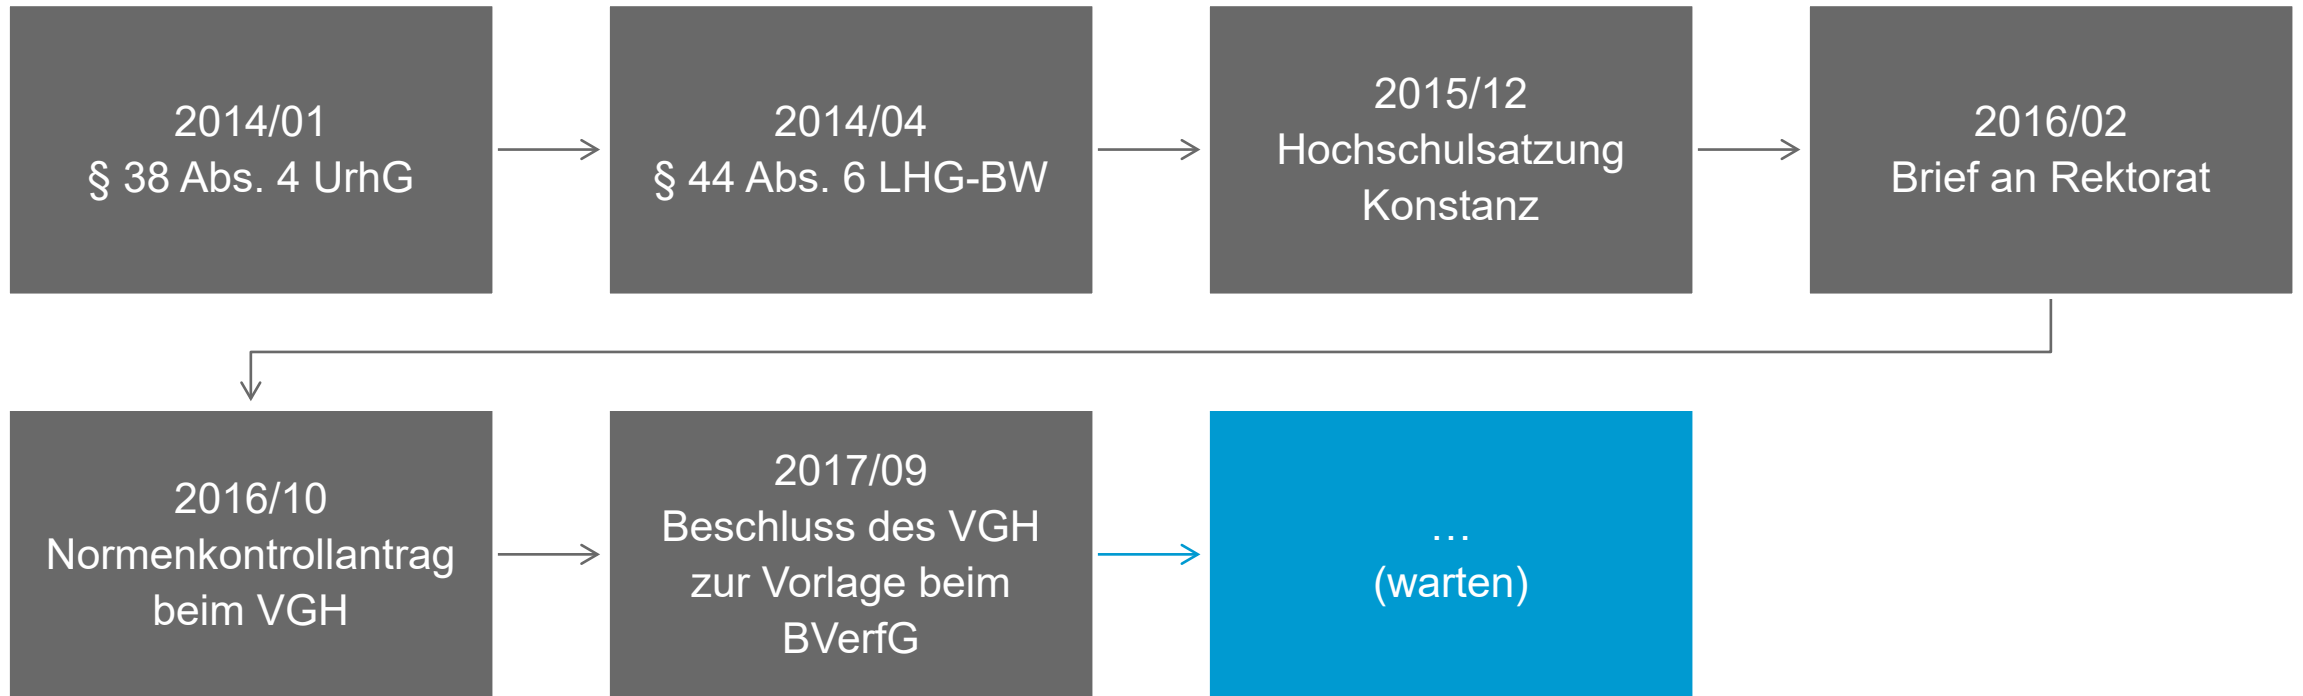 2014/01
§ 38 Abs. 4 UrhG
2014/04
§ 44 Abs. 6 LHG-BW
2015/12
Hochschulsatzung
Konstanz
2016/02
Brief an Rektorat
2016/10
Normenkontrollantrag
beim VGH
2017/09
Beschluss des VGH
zur Vorlage beim
BVerfG
…
(warten)